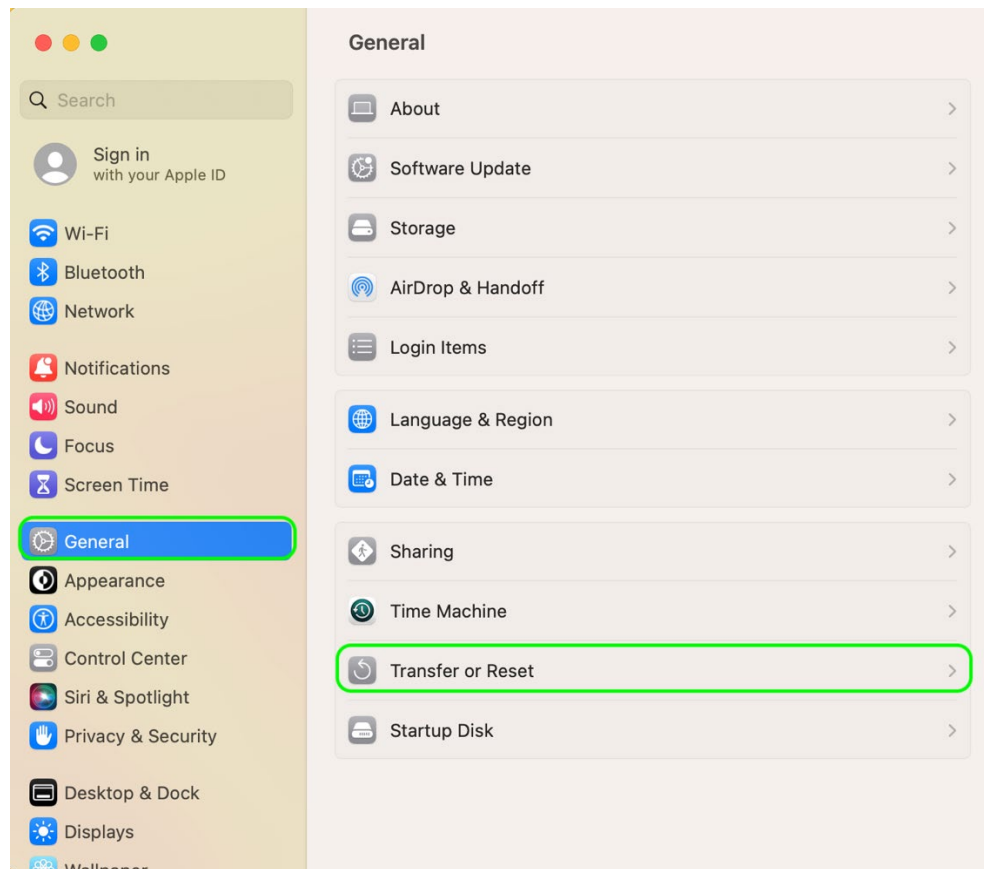 Search
Sign in
with your Apple ID
Wi-Fi
Bluetooth
Network
Notifications
Sound
Focus
Screen Time
General
Appearance
Accessibility
Control Center
Siri & Spotlight
Privacy & Security
Desktop & Dock
Displays
Wallpaper
General
About
Software Update
Storage
AirDrop & Handoff
Login Items
Language & Region
Date & Time
Sharing
Time Machine
Transfer or Reset
Startup Disk